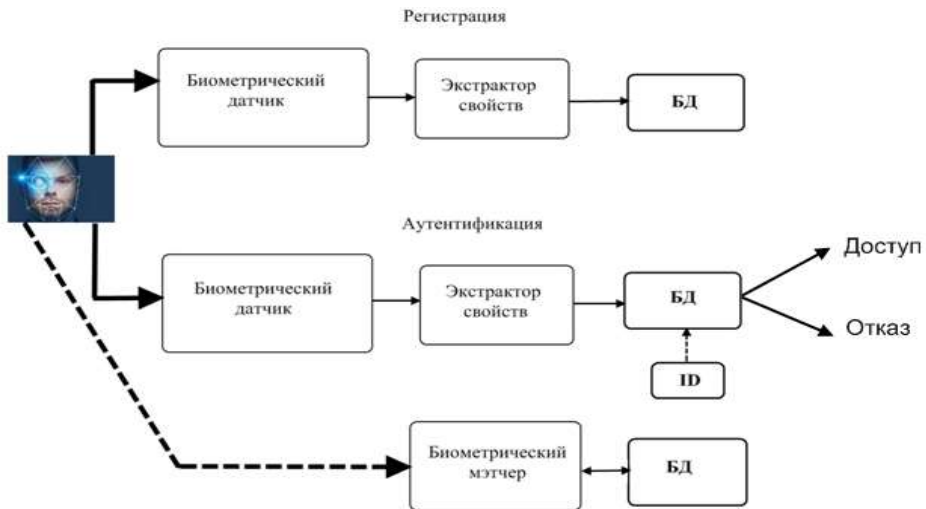 Регистрация
Биометрический
датчик
Экстрактор
свойств
БД
Аутентификация
Биометрический
датчик
Экстрактор
свойств
БД
Доступ
Отказ
ID
Биометрический
мэтчер
БД